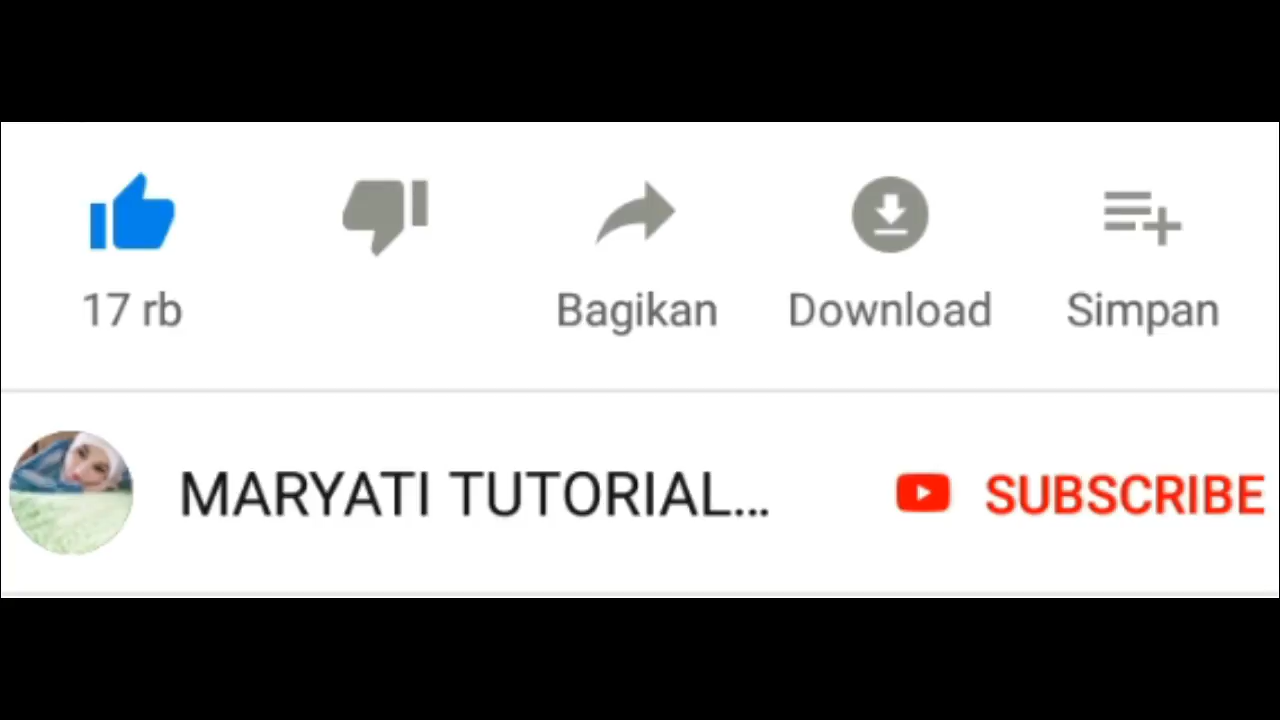 17 rb
Bagikan
Download
Simpan
MARYATI TUTORIAL...
SUBSCRIBE